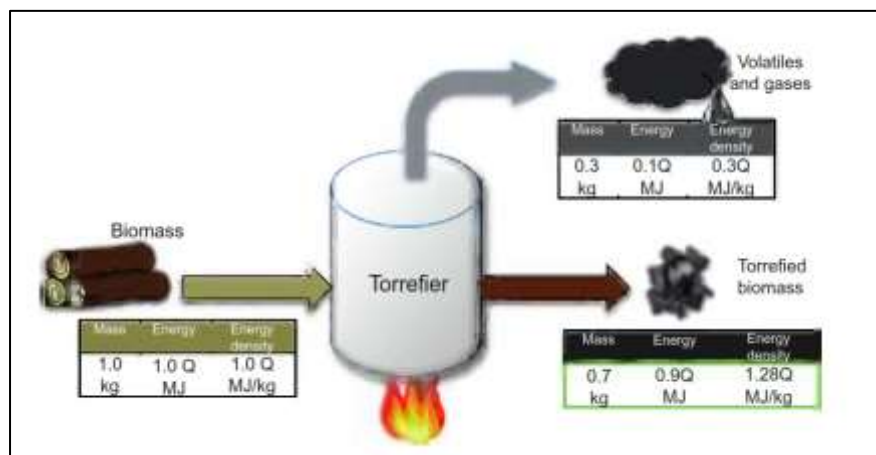 Volatiles
and gases
Mass Energy Energy
density
0.3 0.1Q 0.3Q
kg MJ MJ/kg
Biomass
Torrefier
Torrefied
biomass
Mass Energy Energy
density
1.0 1.0 Q 1.0 Q
kg MJ MJ/kg
Mass Energy Energy
density
0.7 0.9Q 1.28Q
kg MJ MJ/kg